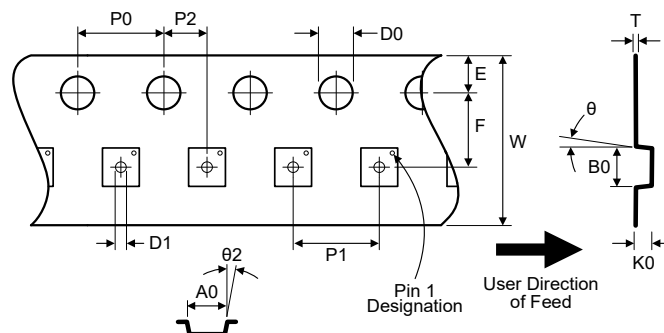 P0
P2
D0
T
E
θ
F
W
B0
D1
P1
K0
θ2
A0
Pin 1
Designation
User Direction
of Feed